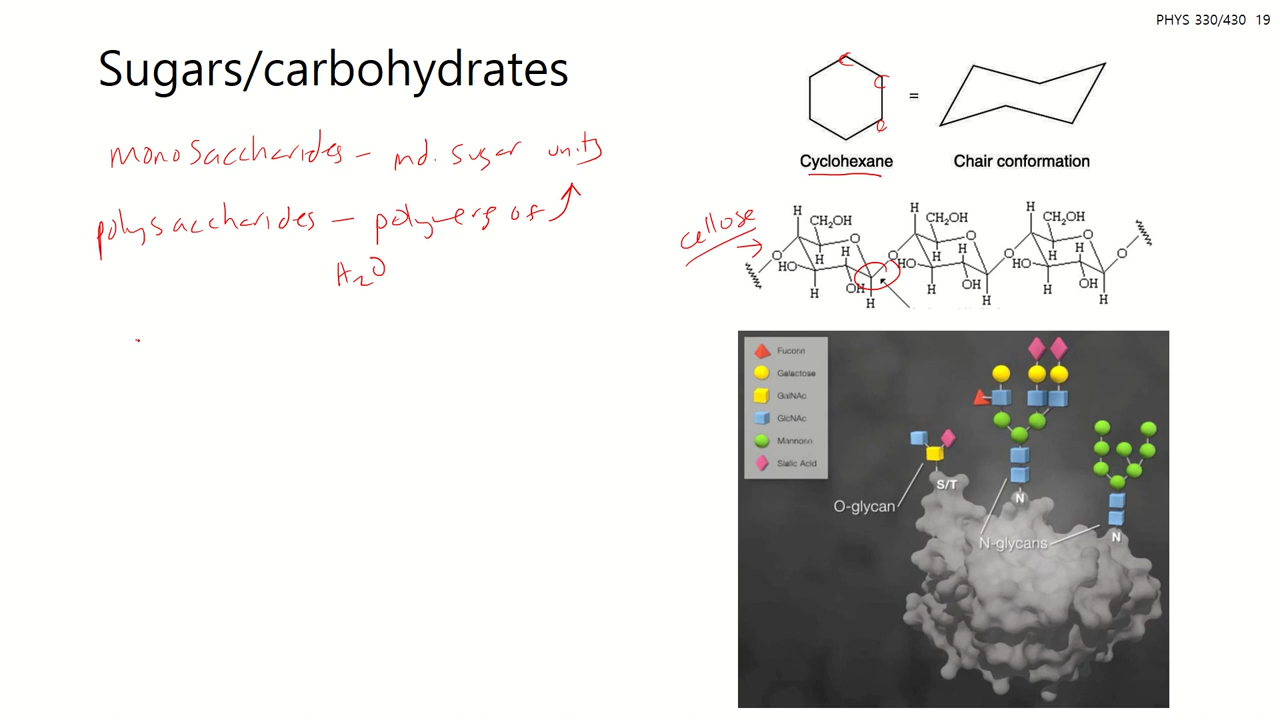 PHYS 330/430 19
Sugars/carbohydrates
monosaccharides - ind. sugar units
polysaccharides - polymers of
H2O
C
C
C
=
Cyclohexane
Chair conformation
cellose
H
CH2OH
O
H
H
O
HO
H
OH
H
H
CH2OH
O
H
H
O
HO
H
OH
H
H
CH2OH
O
H
H
O
HO
H
OH
H
O
Fucose
Galactose
GalNAc
GlcNAc
Mannose
Sialic Acid
S/T
O-glycan
N
N-glycans
N